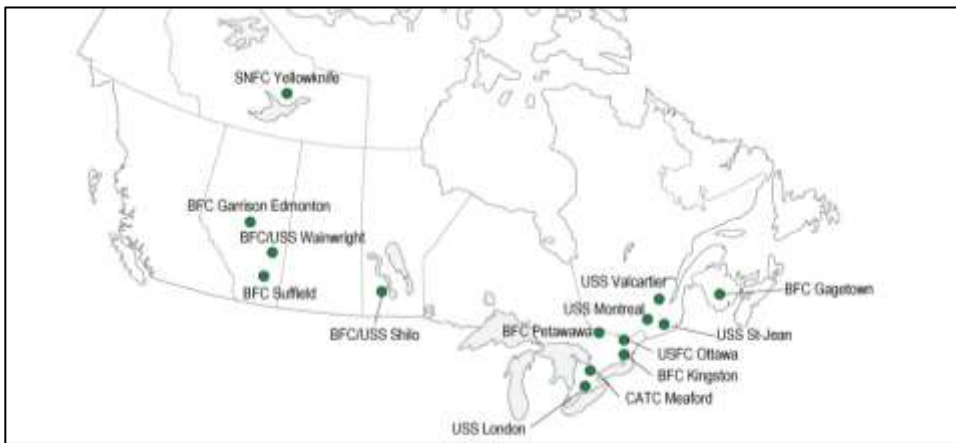 SNFC Yellowknife
BFC Garrison Edmonton
BFC/USS Wainwright
BFC Suffield
BFC/USS Shilo
USS Valcartier
BFC Gagetown
USS Montreal
BFC Petawawa
USS St-Jean
USFC Ottawa
BFC Kingston
CATC Meaford
USS London